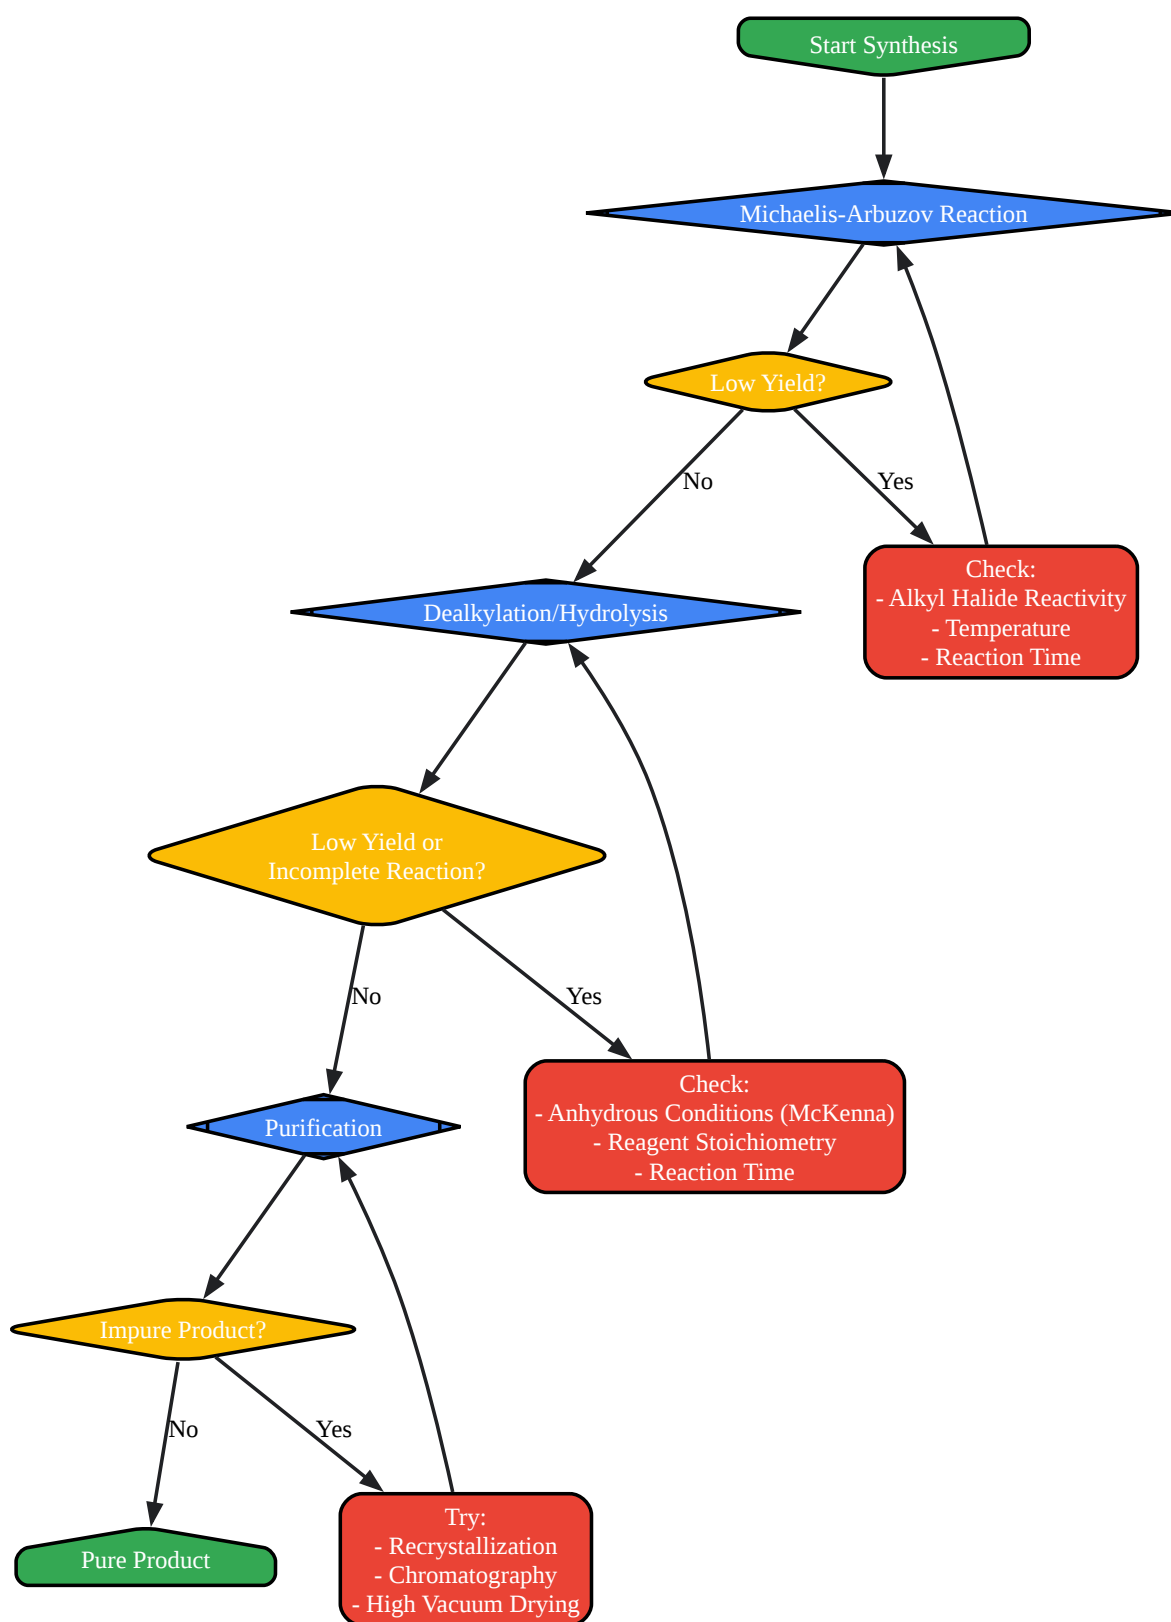 Start Synthesis
Michaelis-Arbuzov Reaction
Low Yield?
No
Yes
Check:
- Alkyl Halide Reactivity
- Temperature
- Reaction Time
Dealkylation/Hydrolysis
Low Yield or
Incomplete Reaction?
No
Yes
Check:
- Anhydrous Conditions (McKenna)
- Reagent Stoichiometry
- Reaction Time
Purification
Impure Product?
No
Yes
Try:
- Recrystallization
- Chromatography
- High Vacuum Drying
Pure Product